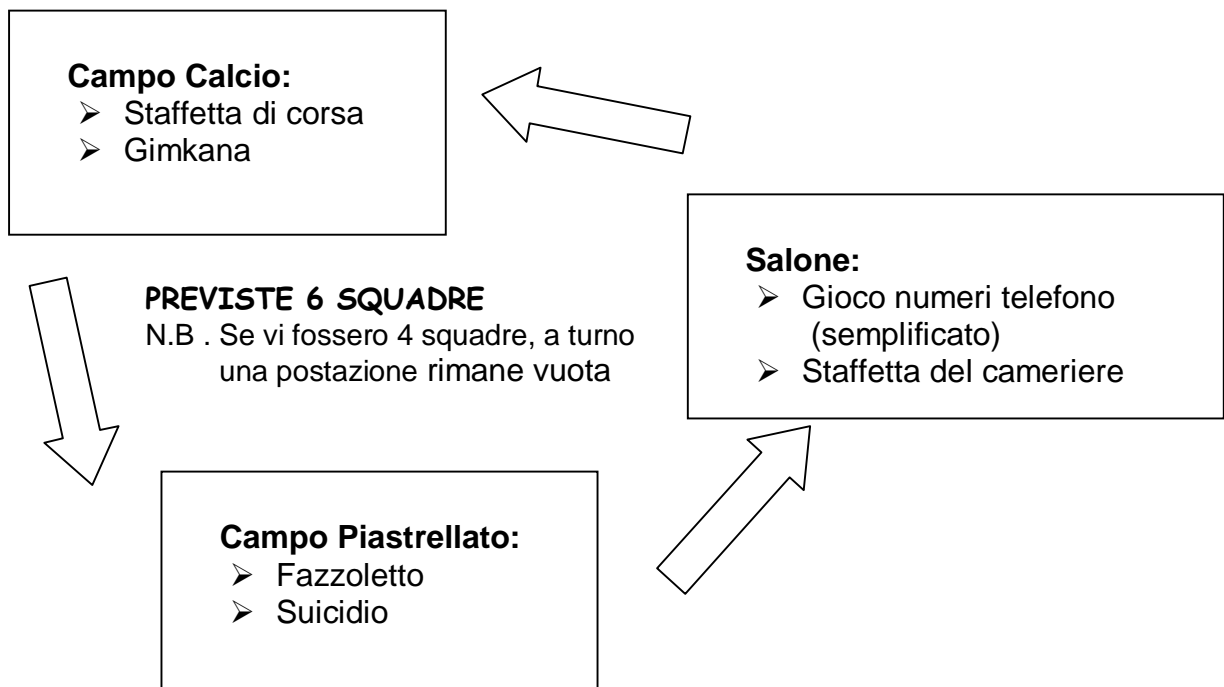 Campo Calcio:
➢ Staffetta di corsa
➢ Gimkana
PREVISTE 6 SQUADRE
N.B . Se vi fossero 4 squadre, a turno
una postazione rimane vuota
Salone:
➢ Gioco numeri telefono
(semplificato)
➢ Staffetta del cameriere
Campo Piastrellato:
➢ Fazzoletto
➢ Suicidio